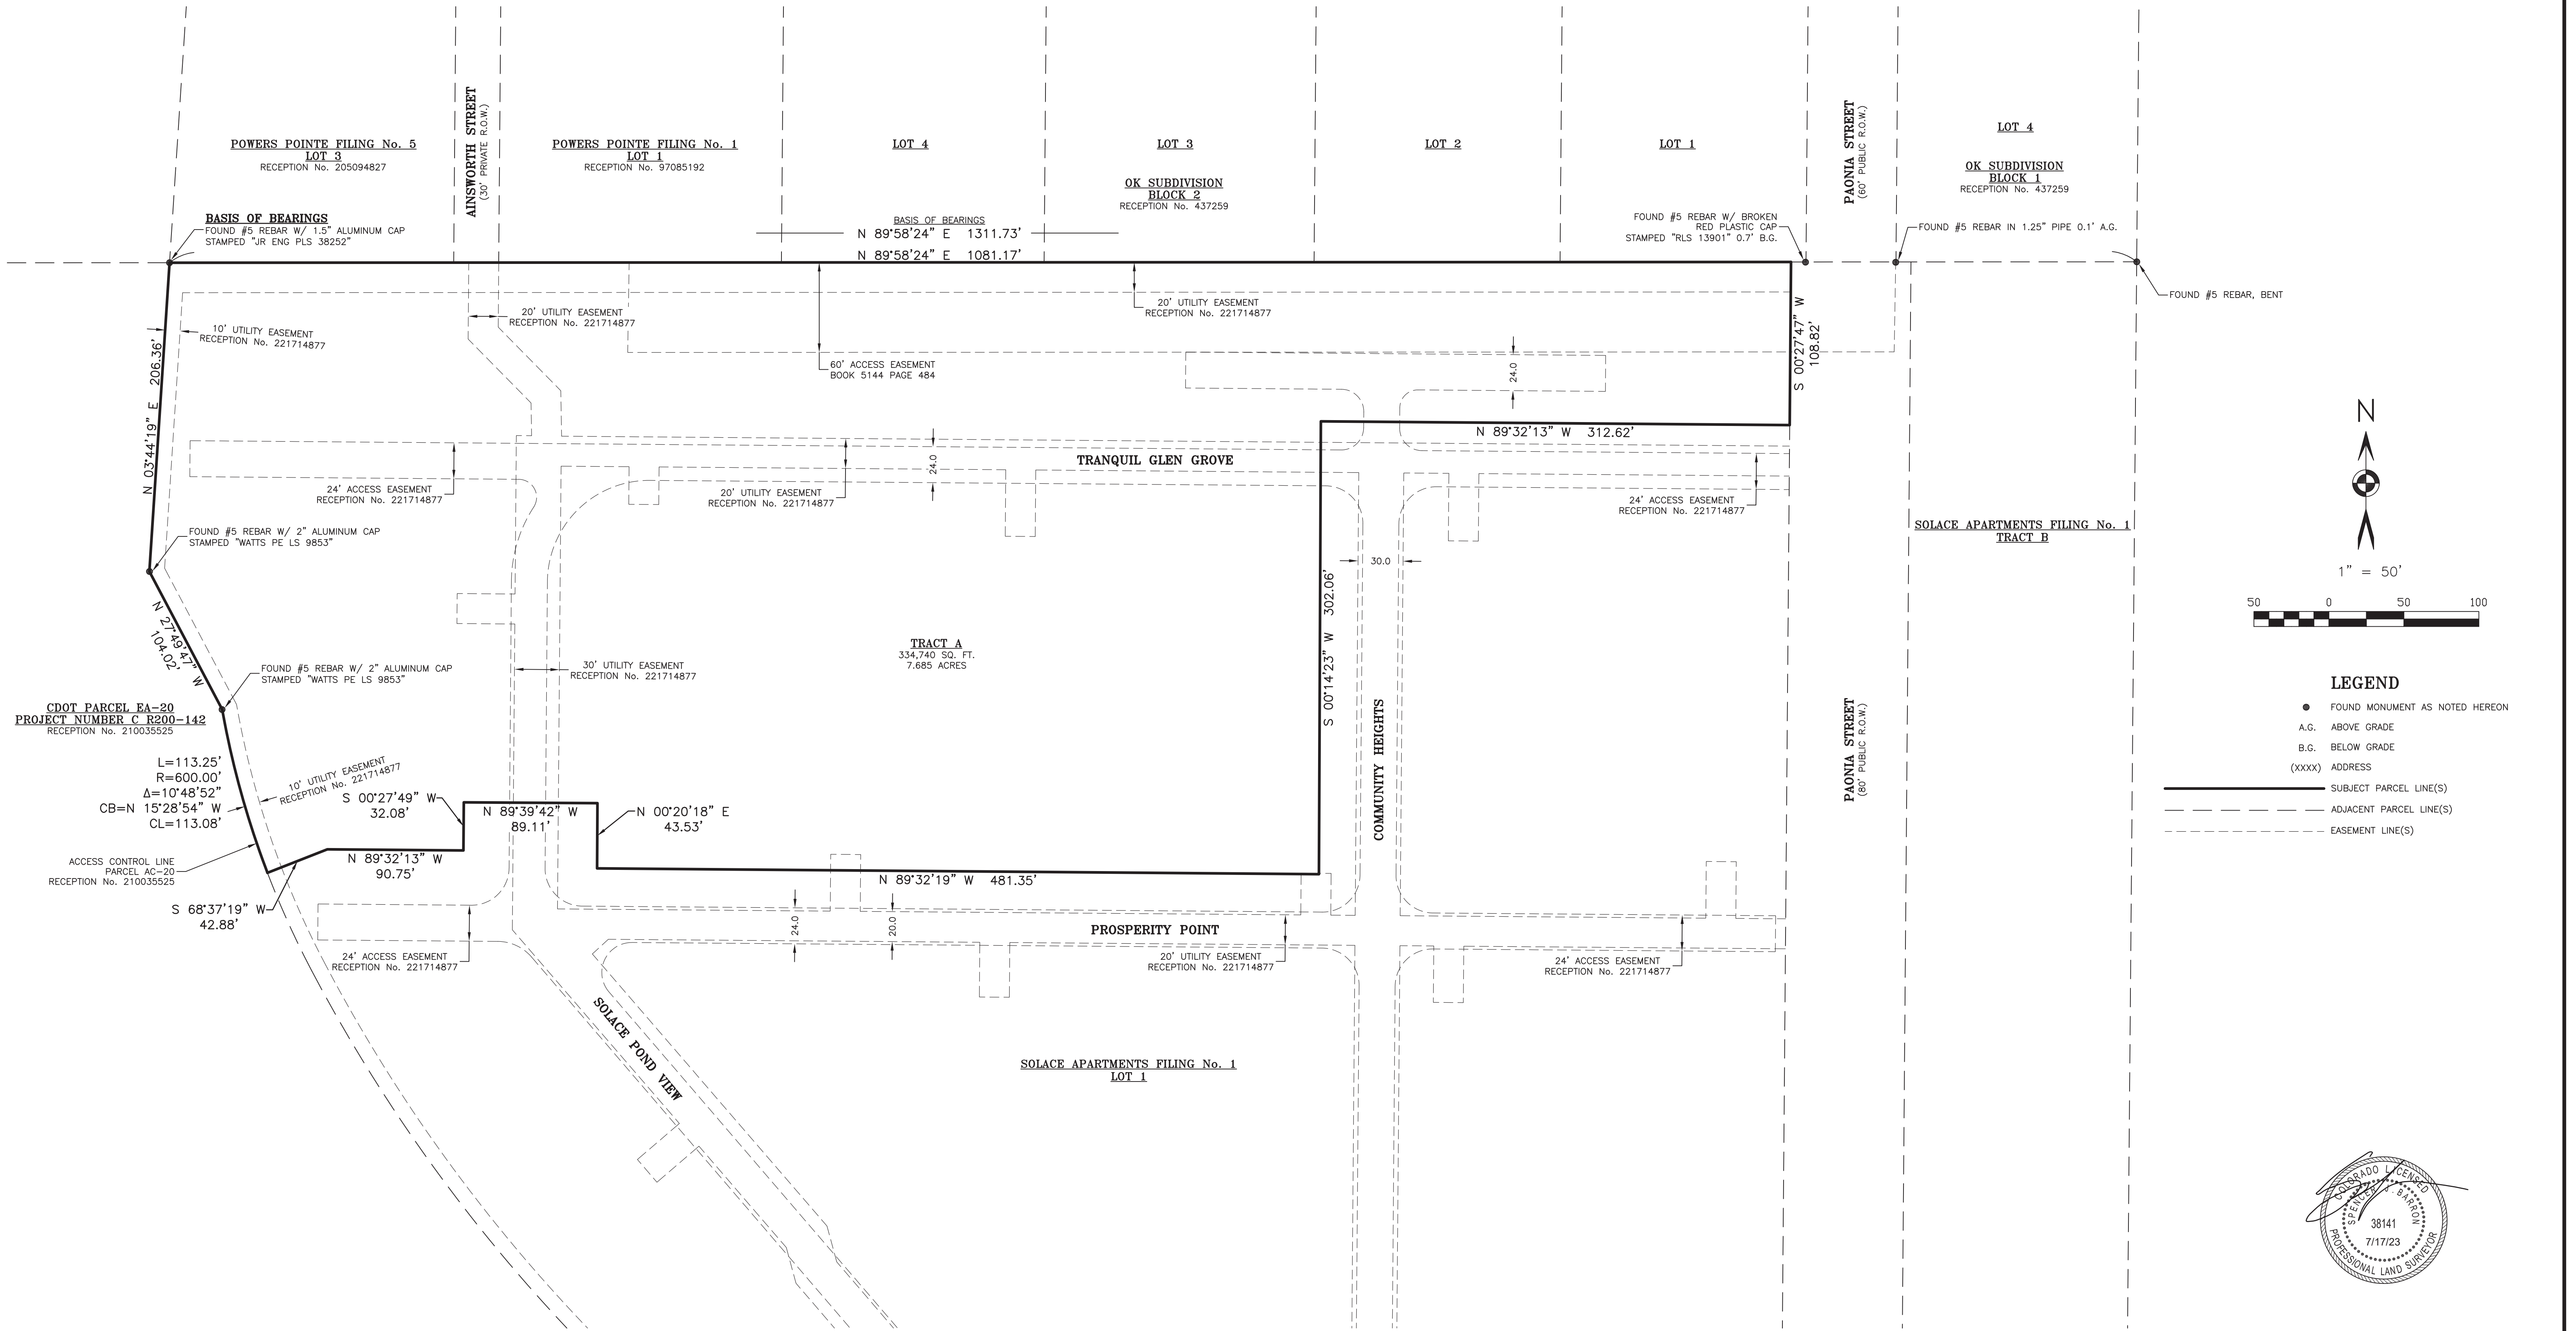 POWERS POINTE FILING No. 5
LOT 3
RECEPTION No. 205094827
AINSWORTH STREET
(30' PRIVATE R.O.W.)
POWERS POINTE FILING No. 1
LOT 1
RECEPTION No. 97085192
LOT 4
LOT 3
OK SUBDIVISION
BLOCK 2
RECEPTION No. 437259
LOT 2
LOT 1
PAONIA STREET
(60' PUBLIC R.O.W.)
LOT 4
OK SUBDIVISION
BLOCK 1
RECEPTION No. 437259
BASIS OF BEARINGS
FOUND #5 REBAR W/ 1.5" ALUMINUM CAP
STAMPED "JR ENG PLS 38252"
BASIS OF BEARINGS
N 89°58'24" E 1311.73'
N 89°58'24" E 1081.17'
FOUND #5 REBAR W/ BROKEN
RED PLASTIC CAP
STAMPED "RLS 13901" 0.7' B.G.
FOUND #5 REBAR IN 1.25" PIPE 0.1' A.G.
FOUND #5 REBAR, BENT
10' UTILITY EASEMENT
RECEPTION No. 221714877
20' UTILITY EASEMENT
RECEPTION No. 221714877
20' UTILITY EASEMENT
RECEPTION No. 221714877
60' ACCESS EASEMENT
BOOK 5144 PAGE 484
24.0
S 00°27'47" W
108.82'
N 03°44'19" E 206.36'
N 89°32'13" W 312.62'
TRANQUIL GLEN GROVE
24.0
24' ACCESS EASEMENT
RECEPTION No. 221714877
20' UTILITY EASEMENT
RECEPTION No. 221714877
24' ACCESS EASEMENT
RECEPTION No. 221714877
FOUND #5 REBAR W/ 2" ALUMINUM CAP
STAMPED "WATTS PE LS 9853"
30.0
SOLACE APARTMENTS FILING No. 1
TRACT B
N
1" = 50'
50 0 50 100
N 27°49'47" W
104.02'
S 00°14'23" W 302.06'
TRACT A
334,740 SQ. FT.
7.685 ACRES
FOUND #5 REBAR W/ 2" ALUMINUM CAP
STAMPED "WATTS PE LS 9853"
30' UTILITY EASEMENT
RECEPTION No. 221714877
CDOT PARCEL EA-20
PROJECT NUMBER C R200-142
RECEPTION No. 210035525
COMMUNITY HEIGHTS
PAONIA STREET
(80' PUBLIC R.O.W.)
LEGEND
FOUND MONUMENT AS NOTED HEREON
A.G. ABOVE GRADE
B.G. BELOW GRADE
(XXXX) ADDRESS
SUBJECT PARCEL LINE(S)
ADJACENT PARCEL LINE(S)
EASEMENT LINE(S)
L=113.25'
R=600.00'
Δ=10°48'52"
CB=N 15°28'54" W
CL=113.08'
10' UTILITY EASEMENT
RECEPTION No. 221714877
S 00°27'49" W
32.08'
N 89°39'42" W
89.11'
N 00°20'18" E
43.53'
ACCESS CONTROL LINE
PARCEL AC-20
RECEPTION No. 210035525
N 89°32'13" W
90.75'
N 89°32'19" W 481.35'
S 68°37'19" W
42.88'
24.0
20.0
PROSPERITY POINT
24' ACCESS EASEMENT
RECEPTION No. 221714877
20' UTILITY EASEMENT
RECEPTION No. 221714877
24' ACCESS EASEMENT
RECEPTION No. 221714877
SOLACE POND VIEW
SOLACE APARTMENTS FILING No. 1
LOT 1
COLORADO LICENSED
SPENCER J. BARRON
38141
7/17/23
PROFESSIONAL LAND SURVEYOR